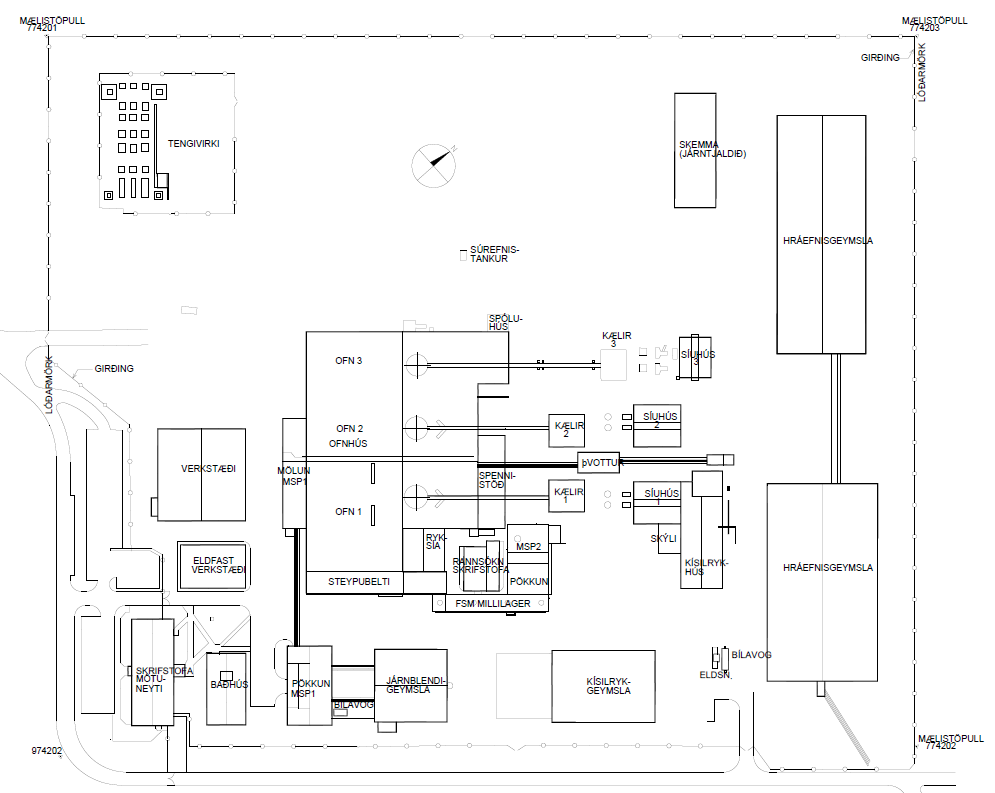 MÆLISTÖPULL
774201
MÆLISTÖPULL
774203
GIRÐING
LÓÐARMÖRK
TENGIVIRKI
N
SKEMMA
(JÁRNTJALDIÐ)
HRÁEFNISGEYMSLA
SÚREFNIS-
TANKUR
SPÓLU-
HÚS
KÆLIR
3
SÍUHÚS
3
OFN 3
GIRÐING
LÓÐARMÖRK
OFN 2
OFNHÚS
KÆLIR
2
SÍUHÚS
2
VERKSTÆÐI
MÖLUN
MSP1
ÞVOTTUR
SPENNI-
STÖÐ
KÆLIR
1
SÍUHÚS
1
OFN 1
RYK-
SÍA
MSP2
SKÝLI
ELDFAST
VERKSTÆÐI
RANNSÓKN
SKRIFSTOFA
KÍSILRYK-
HÚS
HRÁEFNISGEYMSLA
STEYPUBELTI
PÖKKUN
FSM MILLILAGER
SKRIFSTOFA
MÖTU-
NEYTI
BAÐHÚS
PÖKKUN
MSP1
BÍLAVOG
JÁRNBLENDI-
GEYMSLA
KÍSILRYK-
GEYMSLA
BÍLAVOG
ELDSN.
974202
MÆLISTÖPULL
774202